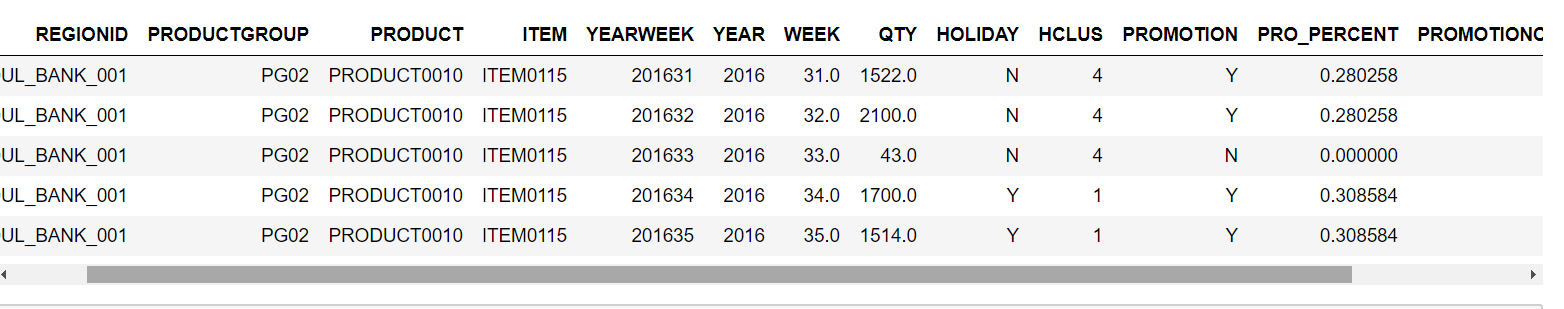 REGIONID PRODUCTGROUP PRODUCT ITEM YEARWEEK YEAR WEEK QTY HOLIDAY HCLUS PROMOTION PRO_PERCENT
UL_BANK_001 PG02 PRODUCT0010 ITEM0115 201631 2016 31.0 1522.0 N 4 Y 0.280258
UL_BANK_001 PG02 PRODUCT0010 ITEM0115 201632 2016 32.0 2100.0 N 4 Y 0.280258
UL_BANK_001 PG02 PRODUCT0010 ITEM0115 201633 2016 33.0 43.0 N 4 N 0.000000
UL_BANK_001 PG02 PRODUCT0010 ITEM0115 201634 2016 34.0 1700.0 Y 1 Y 0.308584
UL_BANK_001 PG02 PRODUCT0010 ITEM0115 201635 2016 35.0 1514.0 Y 1 Y 0.308584